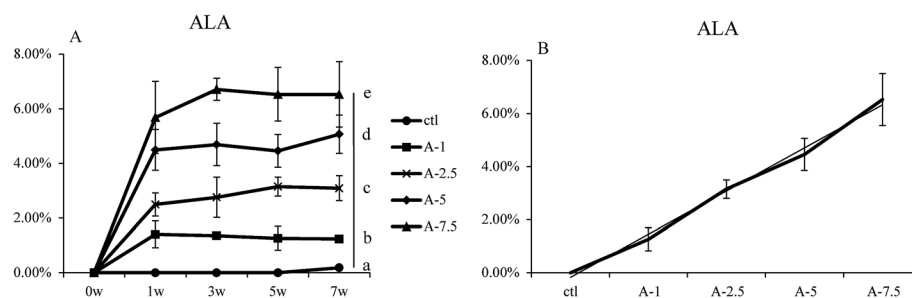 ALA
A
8.00%
6.00%
4.00%
2.00%
0.00%
0w 1w 3w 5w 7w
e
d
c
b
a
ctl
A-1
A-2.5
A-5
A-7.5
ALA
B
8.00%
6.00%
4.00%
2.00%
0.00%
ctl A-1 A-2.5 A-5 A-7.5